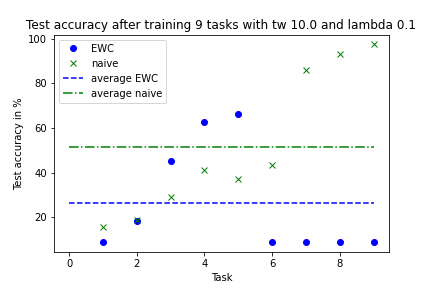 Test accuracy after training 9 tasks with tw 10.0 and lambda 0.1
100
80
60
40
20
Test accuracy in %
EWC
naive
average EWC
average naive
0 2 4 6 8
Task